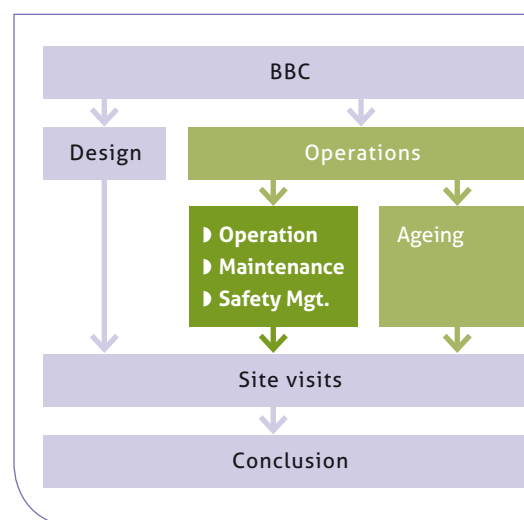 BBC
Design
Operations
◗ Operation
◗ Maintenance
◗ Safety Mgt.
Ageing
Site visits
Conclusion